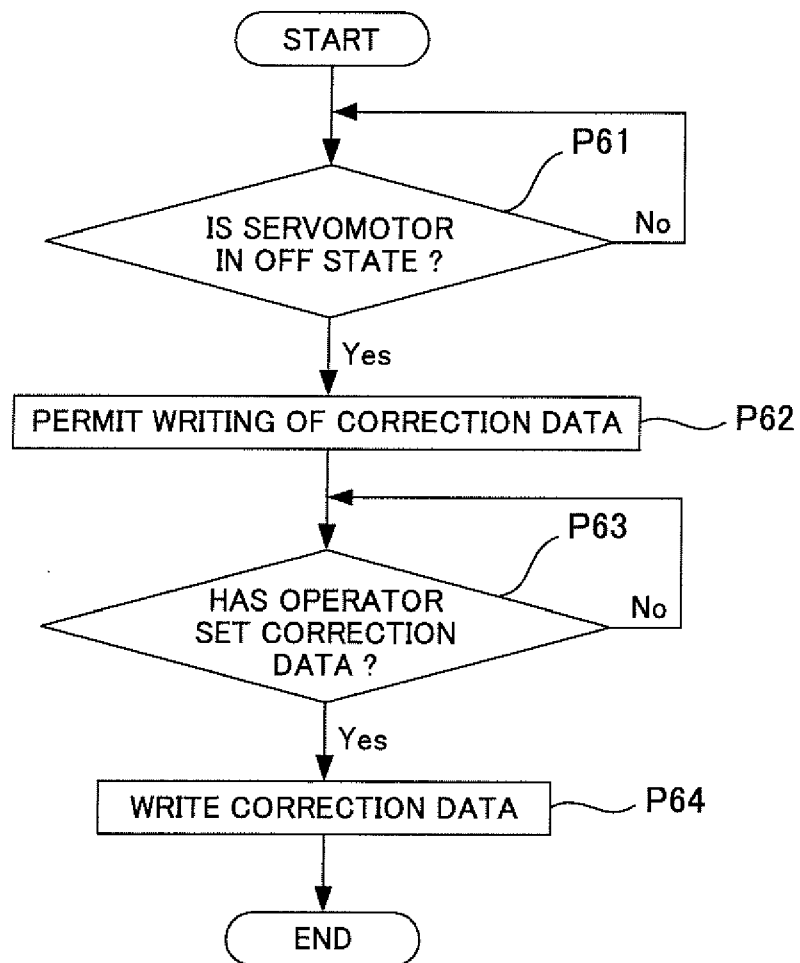 START
P61
IS SERVOMOTOR
IN OFF STATE ?
No
Yes
PERMIT WRITING OF CORRECTION DATA
P62
P63
HAS OPERATOR
SET CORRECTION
DATA ?
No
Yes
WRITE CORRECTION DATA
P64
END